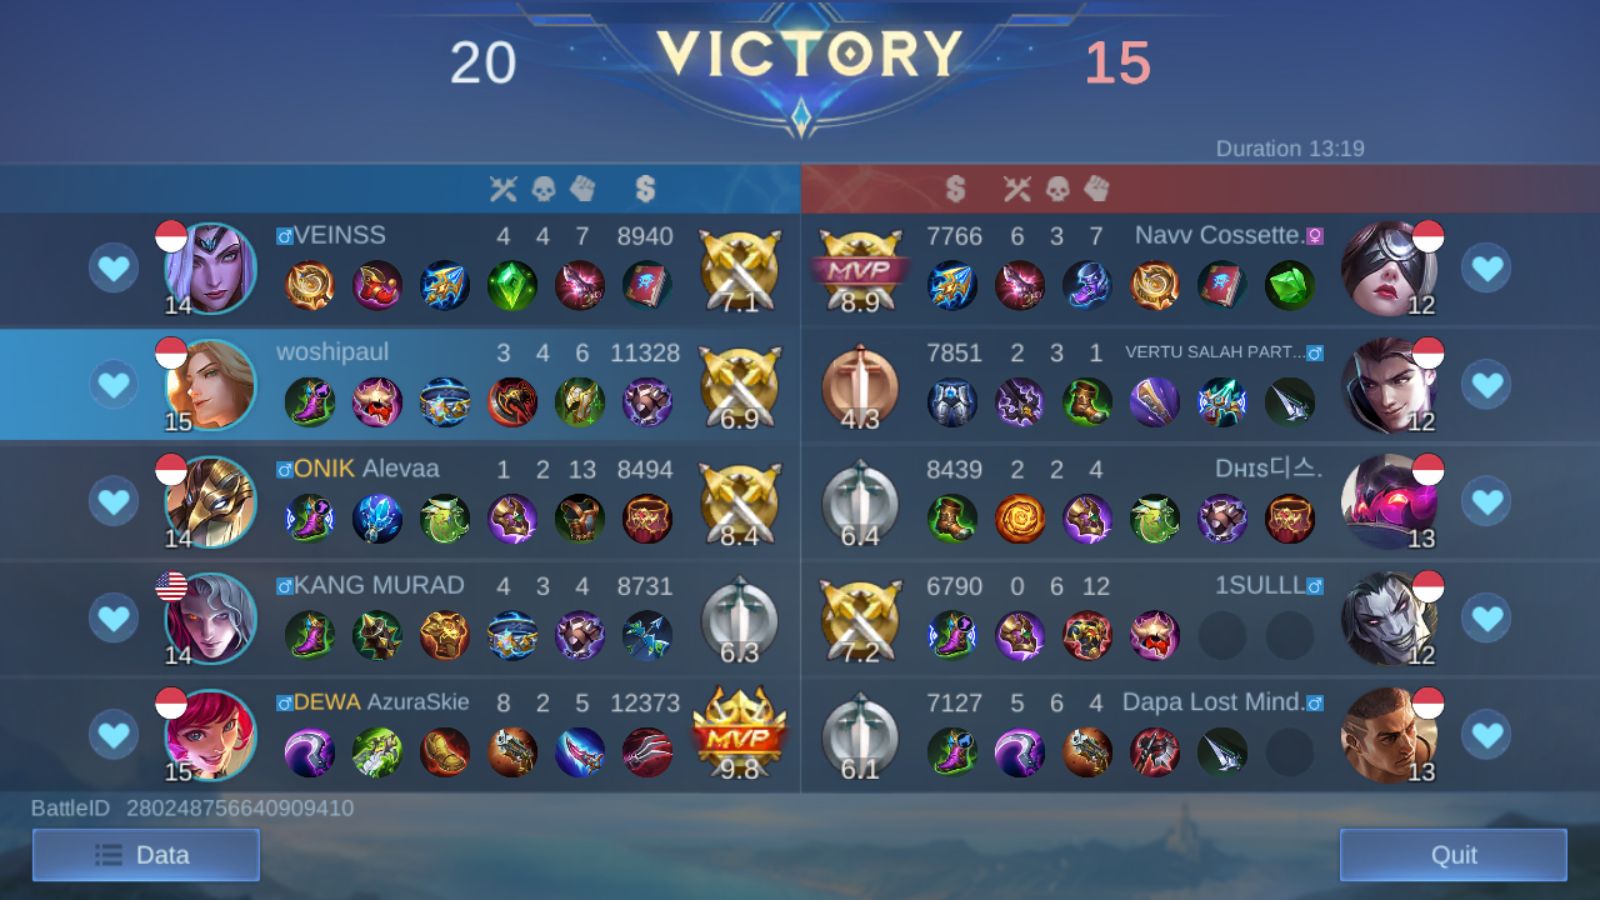 20 VICTORY 15
Duration 13:19
VEINSS 4 4 7 8940
14 7.1
MVP 7766 6 3 7 Navv Cossette.
8.9 12
woshipaul 3 4 6 11328
15 6.9
7851 2 3 1 VERTU SALAH PART...
4.3 12
ONIK Alevaa 1 2 13 8494
14 8.4
8439 2 2 4 Dʜɪs디스.
6.4 13
KANG MURAD 4 3 4 8731
14 6.3
6790 0 6 12 1SULLL
7.2 12
DEWA AzuraSkie 8 2 5 12373 MVP
15 9.8
7127 5 6 4 Dapa Lost Mind.
6.1 13
BattleID 280248756640909410
Data Quit